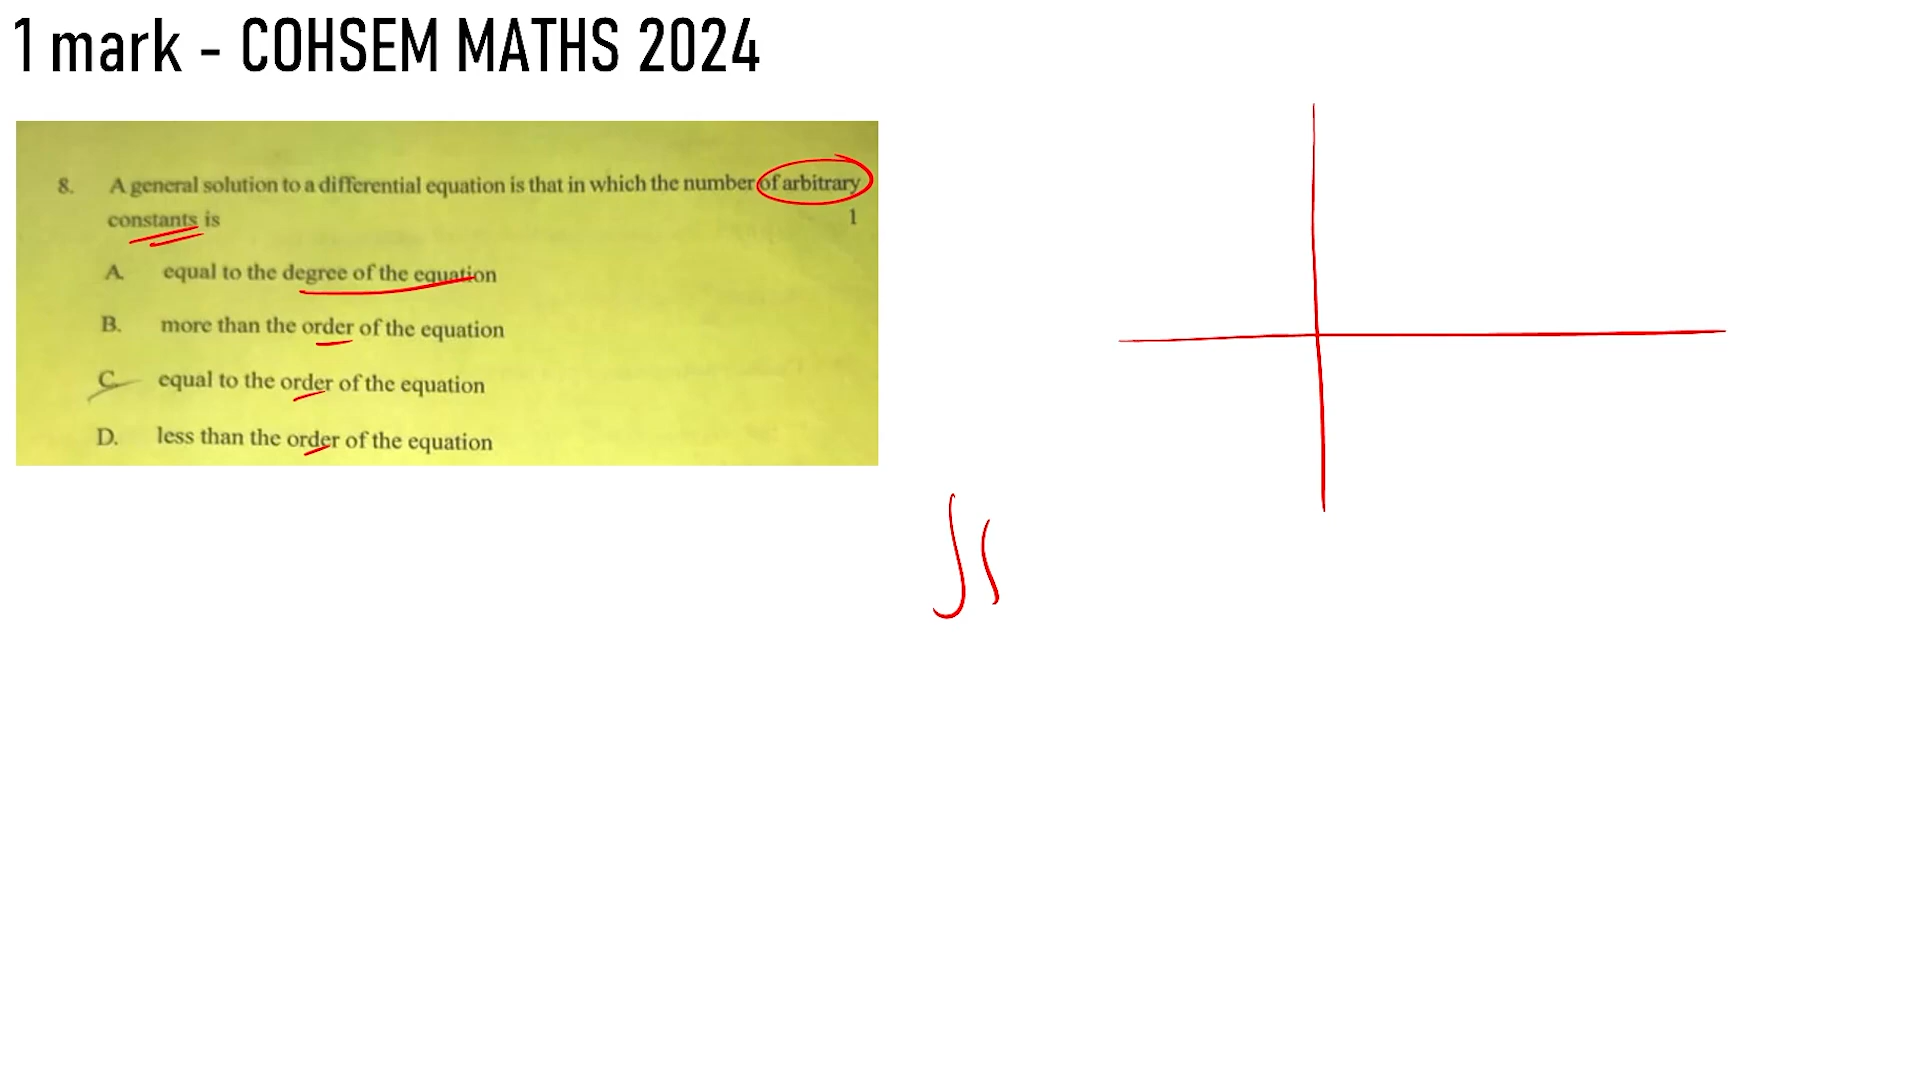 1 mark - COHSEM MATHS 2024
8. A general solution to a differential equation is that in which the number of arbitrary
constants is 1
A. equal to the degree of the equation
B. more than the order of the equation
C. equal to the order of the equation
D. less than the order of the equation